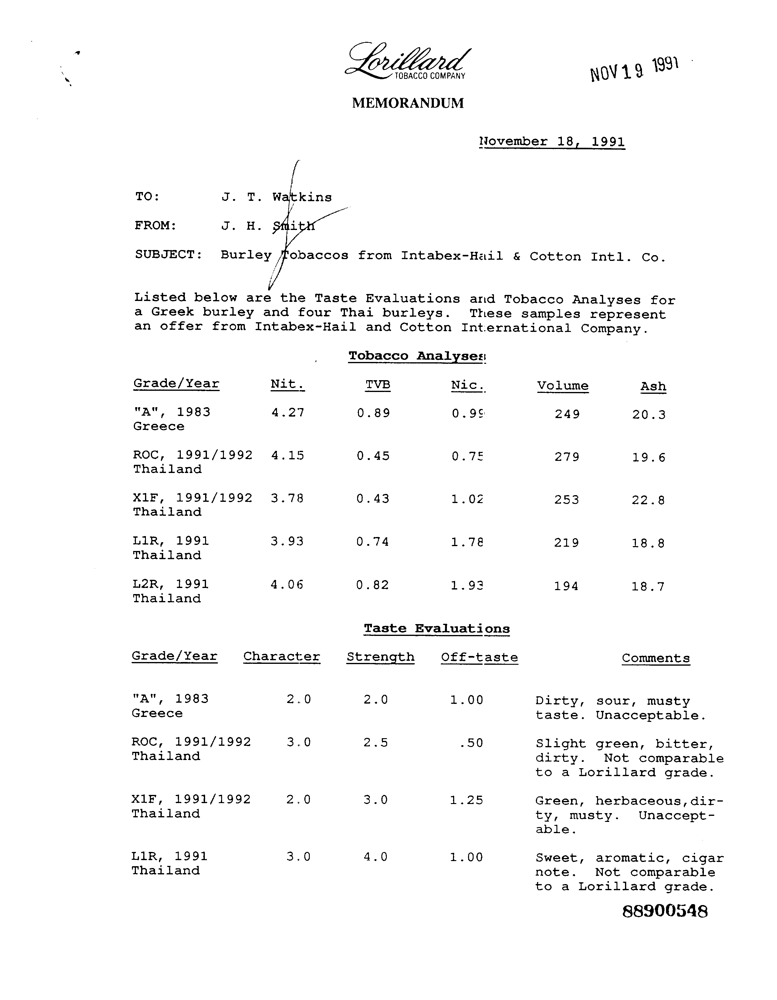 Lorillard
TOBACCO COMPANY
NOV 19 1991
MEMORANDUM
November 18, 1991
TO: J. T. Watkins
FROM: J. H. Smith
SUBJECT: Burley Tobaccos from Intabex-Hail & Cotton Intl. Co.
Listed below are the Taste Evaluations and Tobacco Analyses for
a Greek burley and four Thai burleys. These samples represent
an offer from Intabex-Hail and Cotton International Company.
Tobacco Analyses
Grade/Year Nit. TVB Nic. Volume Ash
"A", 1983 4.27 0.89 0.99 249 20.3
Greece
ROC, 1991/1992 4.15 0.45 0.75 279 19.6
Thailand
X1F, 1991/1992 3.78 0.43 1.02 253 22.8
Thailand
L1R, 1991 3.93 0.74 1.78 219 18.8
Thailand
L2R, 1991 4.06 0.82 1.93 194 18.7
Thailand
Taste Evaluations
Grade/Year Character Strength Off-taste Comments
"A", 1983 2.0 2.0 1.00 Dirty, sour, musty
Greece taste. Unacceptable.
ROC, 1991/1992 3.0 2.5 .50 Slight green, bitter,
Thailand dirty. Not comparable
to a Lorillard grade.
X1F, 1991/1992 2.0 3.0 1.25 Green, herbaceous,dir-
Thailand ty, musty. Unaccept-
able.
L1R, 1991 3.0 4.0 1.00 Sweet, aromatic, cigar
Thailand note. Not comparable
to a Lorillard grade.
88900548